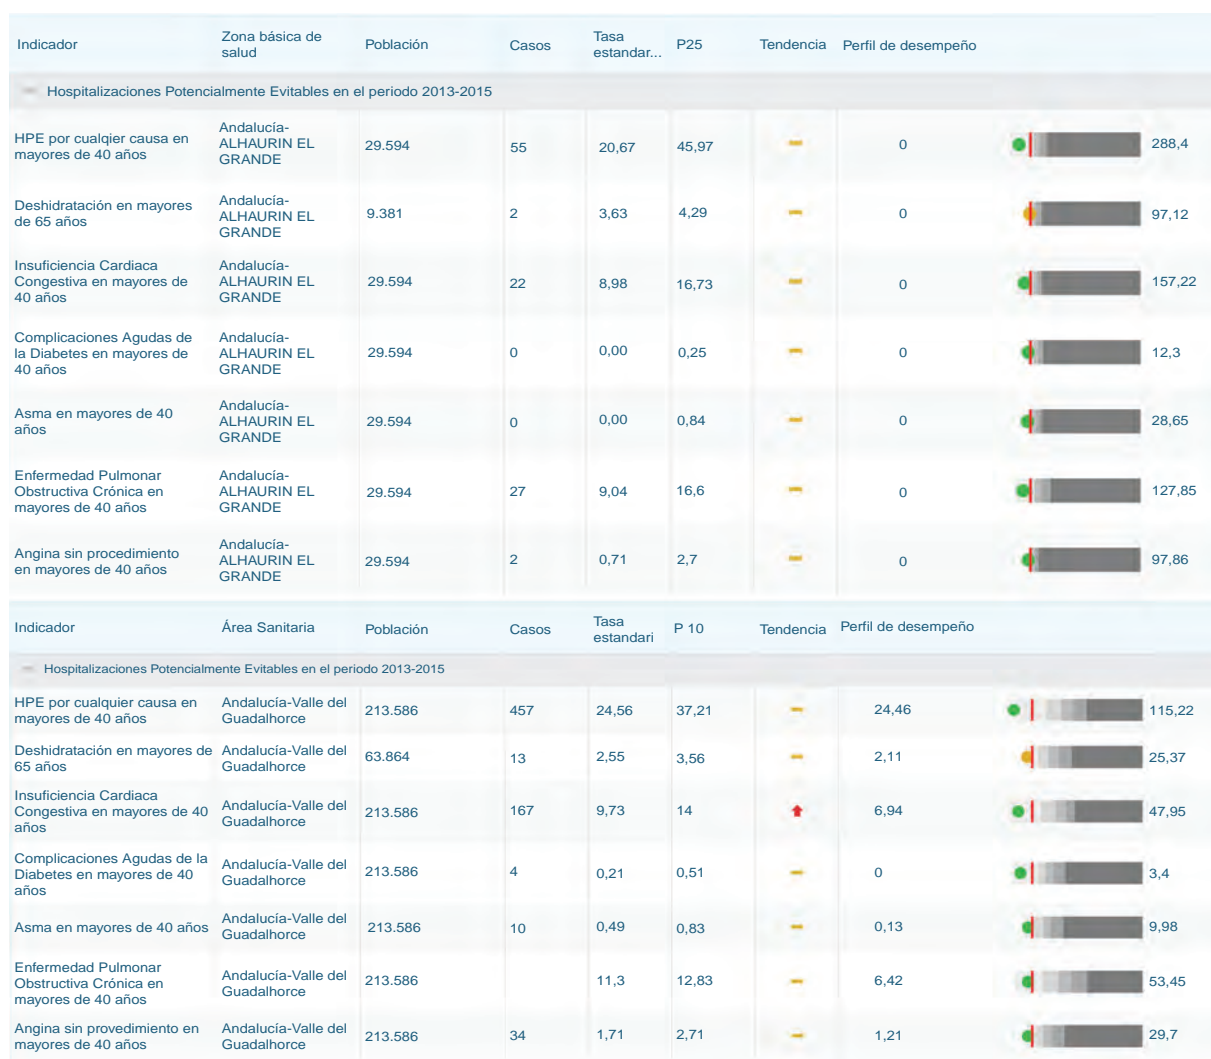 Indicador Zona básica de salud Población Casos Tasa estandar... P25 Tendencia Perfil de desempeño
Hospitalizaciones Potencialmente Evitables en el periodo 2013-2015
HPE por cualqier causa en mayores de 40 años Andalucía-ALHAURIN EL GRANDE 29.594 55 20,67 45,97 0 288,4
Deshidratación en mayores de 65 años Andalucía-ALHAURIN EL GRANDE 9.381 2 3,63 4,29 0 97,12
Insuficiencia Cardiaca Congestiva en mayores de 40 años Andalucía-ALHAURIN EL GRANDE 29.594 22 8,98 16,73 0 157,22
Complicaciones Agudas de la Diabetes en mayores de 40 años Andalucía-ALHAURIN EL GRANDE 29.594 0 0,00 0,25 0 12,3
Asma en mayores de 40 años Andalucía-ALHAURIN EL GRANDE 29.594 0 0,00 0,84 0 28,65
Enfermedad Pulmonar Obstructiva Crónica en mayores de 40 años Andalucía-ALHAURIN EL GRANDE 29.594 27 9,04 16,6 0 127,85
Angina sin procedimiento en mayores de 40 años Andalucía-ALHAURIN EL GRANDE 29.594 2 0,71 2,7 0 97,86
Indicador Área Sanitaria Población Casos Tasa estandari P 10 Tendencia Perfil de desempeño
Hospitalizaciones Potencialmente Evitables en el periodo 2013-2015
HPE por cualquier causa en mayores de 40 años Andalucía-Valle del Guadalhorce 213.586 457 24,56 37,21 24,46 115,22
Deshidratación en mayores de 65 años Andalucía-Valle del Guadalhorce 63.864 13 2,55 3,56 2,11 25,37
Insuficiencia Cardiaca Congestiva en mayores de 40 años Andalucía-Valle del Guadalhorce 213.586 167 9,73 14 6,94 47,95
Complicaciones Agudas de la Diabetes en mayores de 40 años Andalucía-Valle del Guadalhorce 213.586 4 0,21 0,51 0 3,4
Asma en mayores de 40 años Andalucía-Valle del Guadalhorce 213.586 10 0,49 0,83 0,13 9,98
Enfermedad Pulmonar Obstructiva Crónica en mayores de 40 años Andalucía-Valle del Guadalhorce 213.586 11,3 12,83 6,42 53,45
Angina sin provedimiento en mayores de 40 años Andalucía-Valle del Guadalhorce 213.586 34 1,71 2,71 1,21 29,7